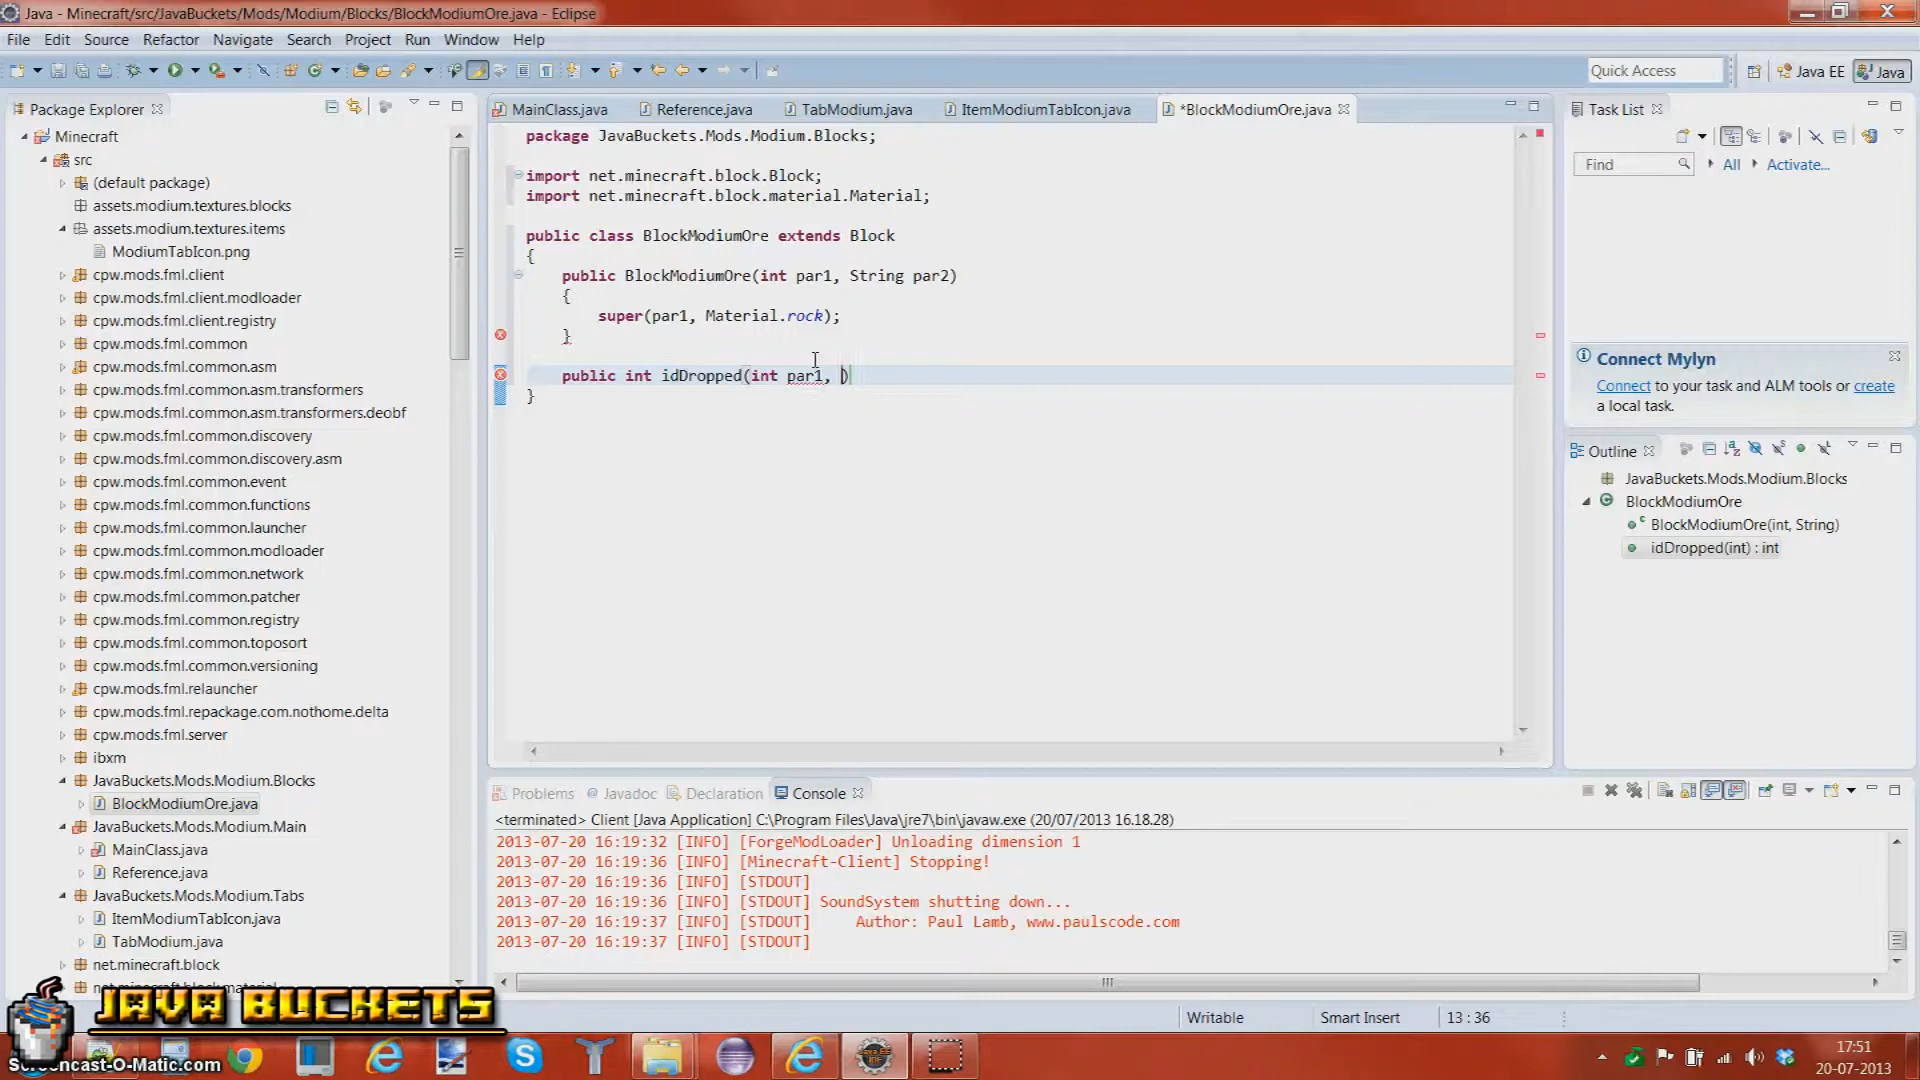 Java - Minecraft/src/JavaBuckets/Mods/Modium/Blocks/BlockModiumOre.java - Eclipse
File Edit Source Refactor Navigate Search Project Run Window Help
Quick Access
Java EE
Java
Package Explorer
Minecraft
src
(default package)
assets.modium.textures.blocks
assets.modium.textures.items
ModiumTabIcon.png
cpw.mods.fml.client
cpw.mods.fml.client.modloader
cpw.mods.fml.client.registry
cpw.mods.fml.common
cpw.mods.fml.common.asm
cpw.mods.fml.common.asm.transformers
cpw.mods.fml.common.asm.transformers.deobf
cpw.mods.fml.common.discovery
cpw.mods.fml.common.discovery.asm
cpw.mods.fml.common.event
cpw.mods.fml.common.functions
cpw.mods.fml.common.launcher
cpw.mods.fml.common.modloader
cpw.mods.fml.common.network
cpw.mods.fml.common.patcher
cpw.mods.fml.common.registry
cpw.mods.fml.common.toposort
cpw.mods.fml.common.versioning
cpw.mods.fml.relauncher
cpw.mods.fml.repackage.com.nothome.delta
cpw.mods.fml.server
ibxm
JavaBuckets.Mods.Modium.Blocks
BlockModiumOre.java
JavaBuckets.Mods.Modium.Main
MainClass.java
Reference.java
JavaBuckets.Mods.Modium.Tabs
ItemModiumTabIcon.java
TabModium.java
net.minecraft.block
MainClass.java Reference.java TabModium.java ItemModiumTabIcon.java *BlockModiumOre.java
package JavaBuckets.Mods.Modium.Blocks;
import net.minecraft.block.Block;
import net.minecraft.block.material.Material;
public class BlockModiumOre extends Block
{
public BlockModiumOre(int par1, String par2)
{
super(par1, Material.rock);
}
public int idDropped(int par1, )
}
Task List
Find All Activate...
Connect Mylyn
Connect to your task and ALM tools or create
a local task.
Outline
JavaBuckets.Mods.Modium.Blocks
BlockModiumOre
BlockModiumOre(int, String)
idDropped(int) : int
Problems @ Javadoc Declaration Console
<terminated> Client [Java Application] C:\Program Files\Java\jre7\bin\javaw.exe (20/07/2013 16.18.28)
2013-07-20 16:19:32 [INFO] [ForgeModLoader] Unloading dimension 1
2013-07-20 16:19:36 [INFO] [Minecraft-Client] Stopping!
2013-07-20 16:19:36 [INFO] [STDOUT]
2013-07-20 16:19:36 [INFO] [STDOUT] SoundSystem shutting down...
2013-07-20 16:19:37 [INFO] [STDOUT] Author: Paul Lamb, www.paulscode.com
2013-07-20 16:19:37 [INFO] [STDOUT]
Writable Smart Insert 13 : 36
JAVA BUCKETS
Screencast-O-Matic.com
17:51
20-07-2013